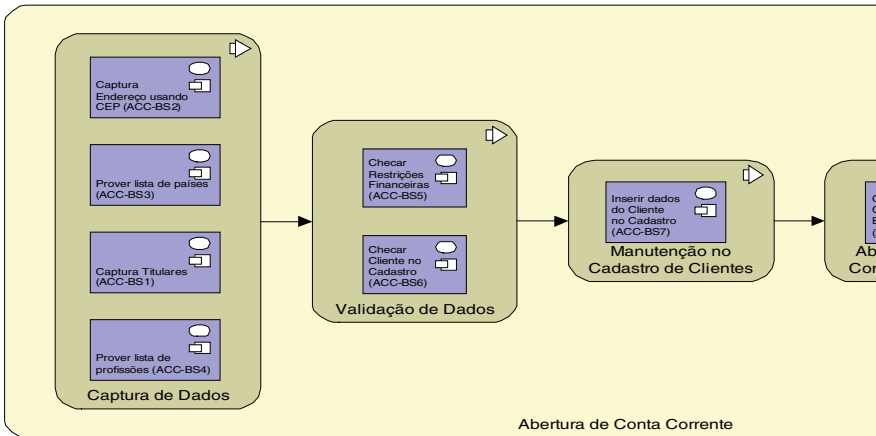 Captura
Endereço usando
CEP (ACC-BS2)
Prover lista de países
(ACC-BS3)
Captura Titulares
(ACC-BS1)
Prover lista de
profissões (ACC-BS4)
Captura de Dados
Checar
Restrições
Financeiras
(ACC-BS5)
Checar
Cliente no
Cadastro
(ACC-BS6)
Validação de Dados
Inserir dados
do Cliente
no Cadastro
(ACC-BS7)
Manutenção no
Cadastro de Clientes
Abertura de Conta Corrente